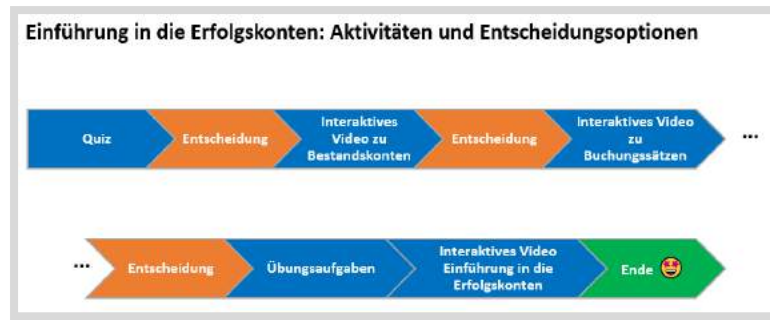 Einführung in die Erfolgskonten: Aktivitäten und Entscheidungsoptionen
Quiz
Entscheidung
Interaktives
Video zu
Bestandskonten
Entscheidung
Interaktives Video
zu
Buchungssätzen
...
...
Entscheidung
Übungsaufgaben
Interaktives Video
Einführung in die
Erfolgskonten
Ende 🤩